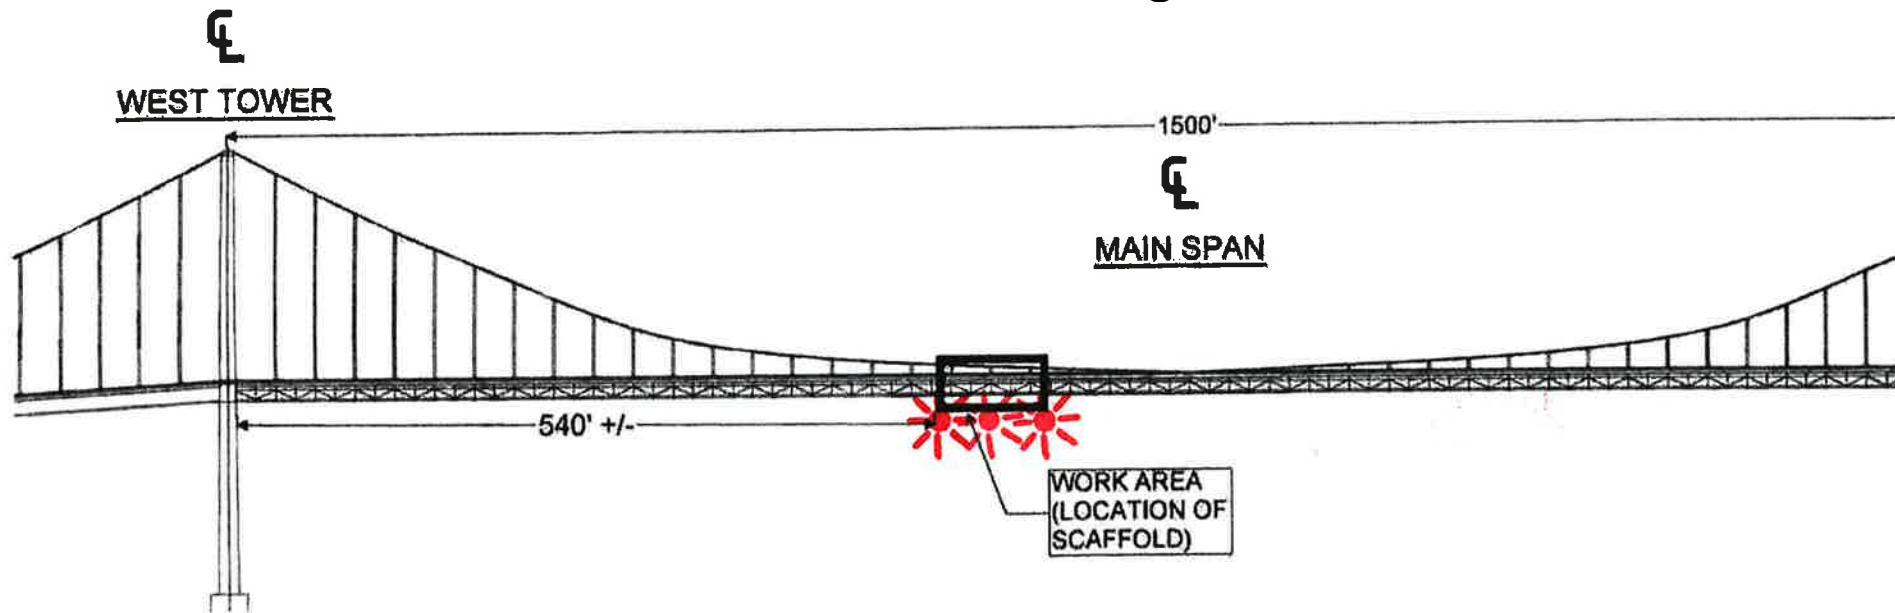 ℄
WEST TOWER
1500'
℄
MAIN SPAN
540' +/-
WORK AREA
(LOCATION OF
SCAFFOLD)